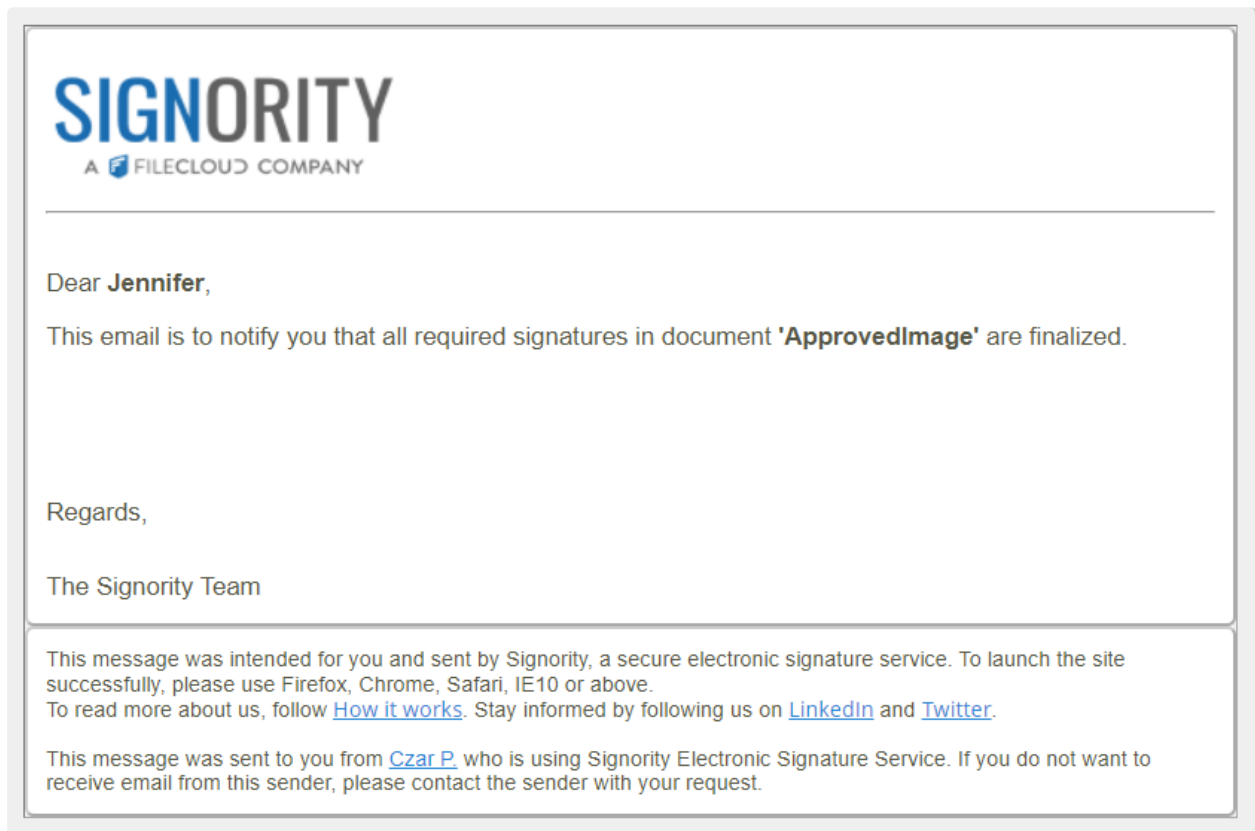 SIGNORITY
A FILECLOUD COMPANY
Dear Jennifer,
This email is to notify you that all required signatures in document 'ApprovedImage' are finalized.
Regards,
The Signority Team
This message was intended for you and sent by Signority, a secure electronic signature service. To launch the site
successfully, please use Firefox, Chrome, Safari, IE10 or above.
To read more about us, follow How it works. Stay informed by following us on LinkedIn and Twitter.
This message was sent to you from Czar P. who is using Signority Electronic Signature Service. If you do not want to
receive email from this sender, please contact the sender with your request.